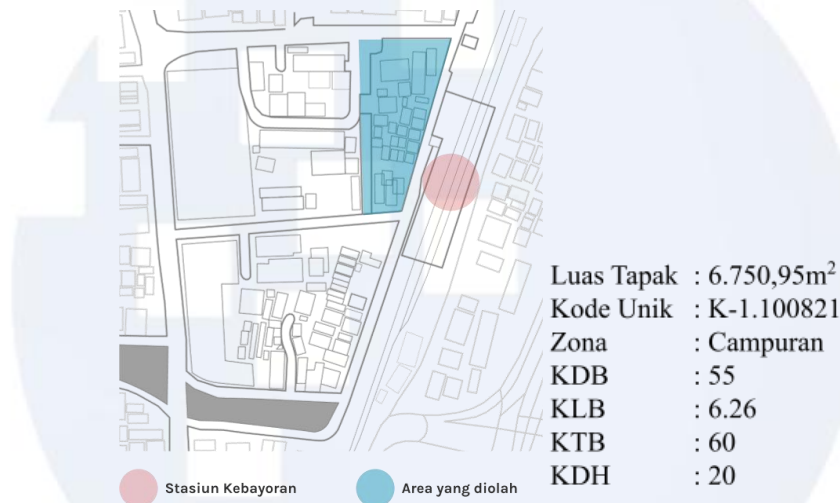 Luas Tapak : 6.750,95m²
Kode Unik : K-1.100821
Zona : Campuran
KDB : 55
KLB : 6.26
KTB : 60
KDH : 20
Stasiun Kebayoran
Area yang diolah